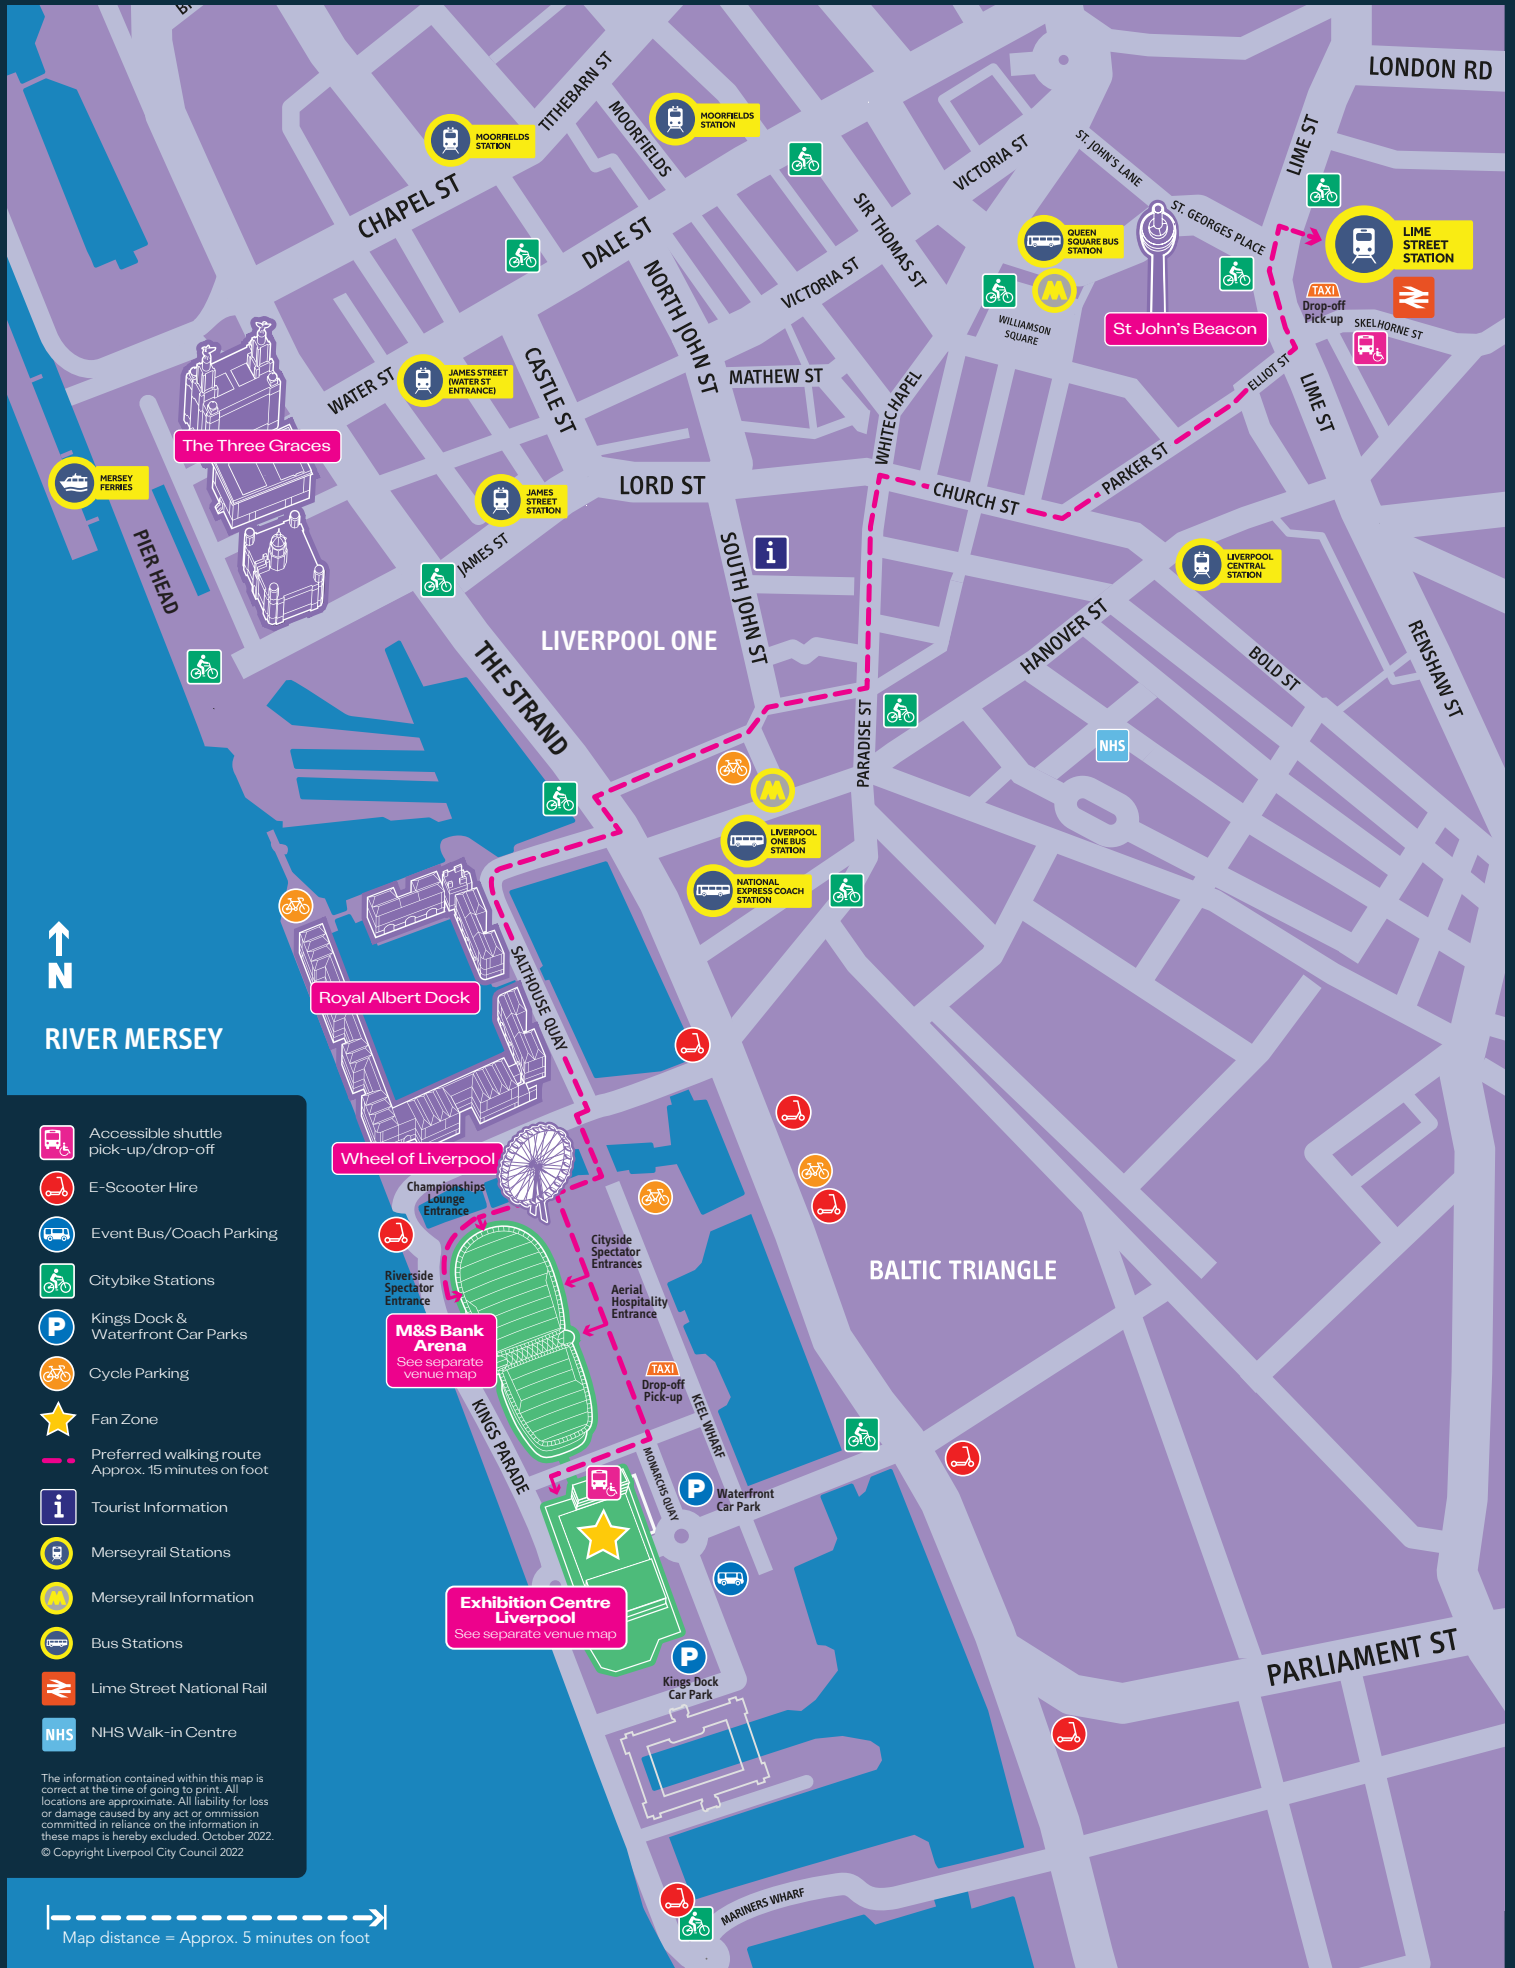 LONDON RD
TITHEBARN ST
MOORFIELDS
MOORFIELDS
STATION
MOORFIELDS
STATION
LIME ST
VICTORIA ST
ST. JOHN'S LANE
CHAPEL ST
DALE ST
SIR THOMAS ST
ST. GEORGES PLACE
QUEEN
SQUARE BUS
STATION
LIME
STREET
STATION
NORTH JOHN ST
VICTORIA ST
M
WILLIAMSON
SQUARE
St John's Beacon
TAXI
Drop-off
Pick-up
SKELHORNE ST
WATER ST
JAMES STREET
(WATER ST
ENTRANCE)
CASTLE ST
MATHEW ST
WHITECHAPEL
ELLIOT ST
LIME ST
The Three Graces
MERSEY
FERRIES
JAMES
STREET
STATION
LORD ST
CHURCH ST
PARKER ST
PIER HEAD
JAMES ST
SOUTH JOHN ST
i
LIVERPOOL
CENTRAL
STATION
LIVERPOOL ONE
HANOVER ST
BOLD ST
RENSHAW ST
THE STRAND
PARADISE ST
NHS
M
LIVERPOOL
ONE BUS
STATION
NATIONAL
EXPRESS COACH
STATION
N
RIVER MERSEY
Royal Albert Dock
SALTHOUSE QUAY
Wheel of Liverpool
Championships
Lounge
Entrance
Cityside
Spectator
Entrances
Riverside
Spectator
Entrance
Aerial
Hospitality
Entrance
BALTIC TRIANGLE
M&S Bank
Arena
See separate
venue map
TAXI
Drop-off
Pick-up
KEEL WHARF
KINGS PARADE
MONARCHS QUAY
P
Waterfront
Car Park
Exhibition Centre
Liverpool
See separate venue map
P
Kings Dock
Car Park
PARLIAMENT ST
MARINERS WHARF
Accessible shuttle
pick-up/drop-off
E-Scooter Hire
Event Bus/Coach Parking
Citybike Stations
P
Kings Dock &
Waterfront Car Parks
Cycle Parking
Fan Zone
Preferred walking route
Approx. 15 minutes on foot
i
Tourist Information
Merseyrail Stations
M
Merseyrail Information
Bus Stations
Lime Street National Rail
NHS
NHS Walk-in Centre
The information contained within this map is
correct at the time of going to print. All
locations are approximate. All liability for loss
or damage caused by any act or ommission
committed in reliance on the information in
these maps is hereby excluded. October 2022.
© Copyright Liverpool City Council 2022
Map distance = Approx. 5 minutes on foot